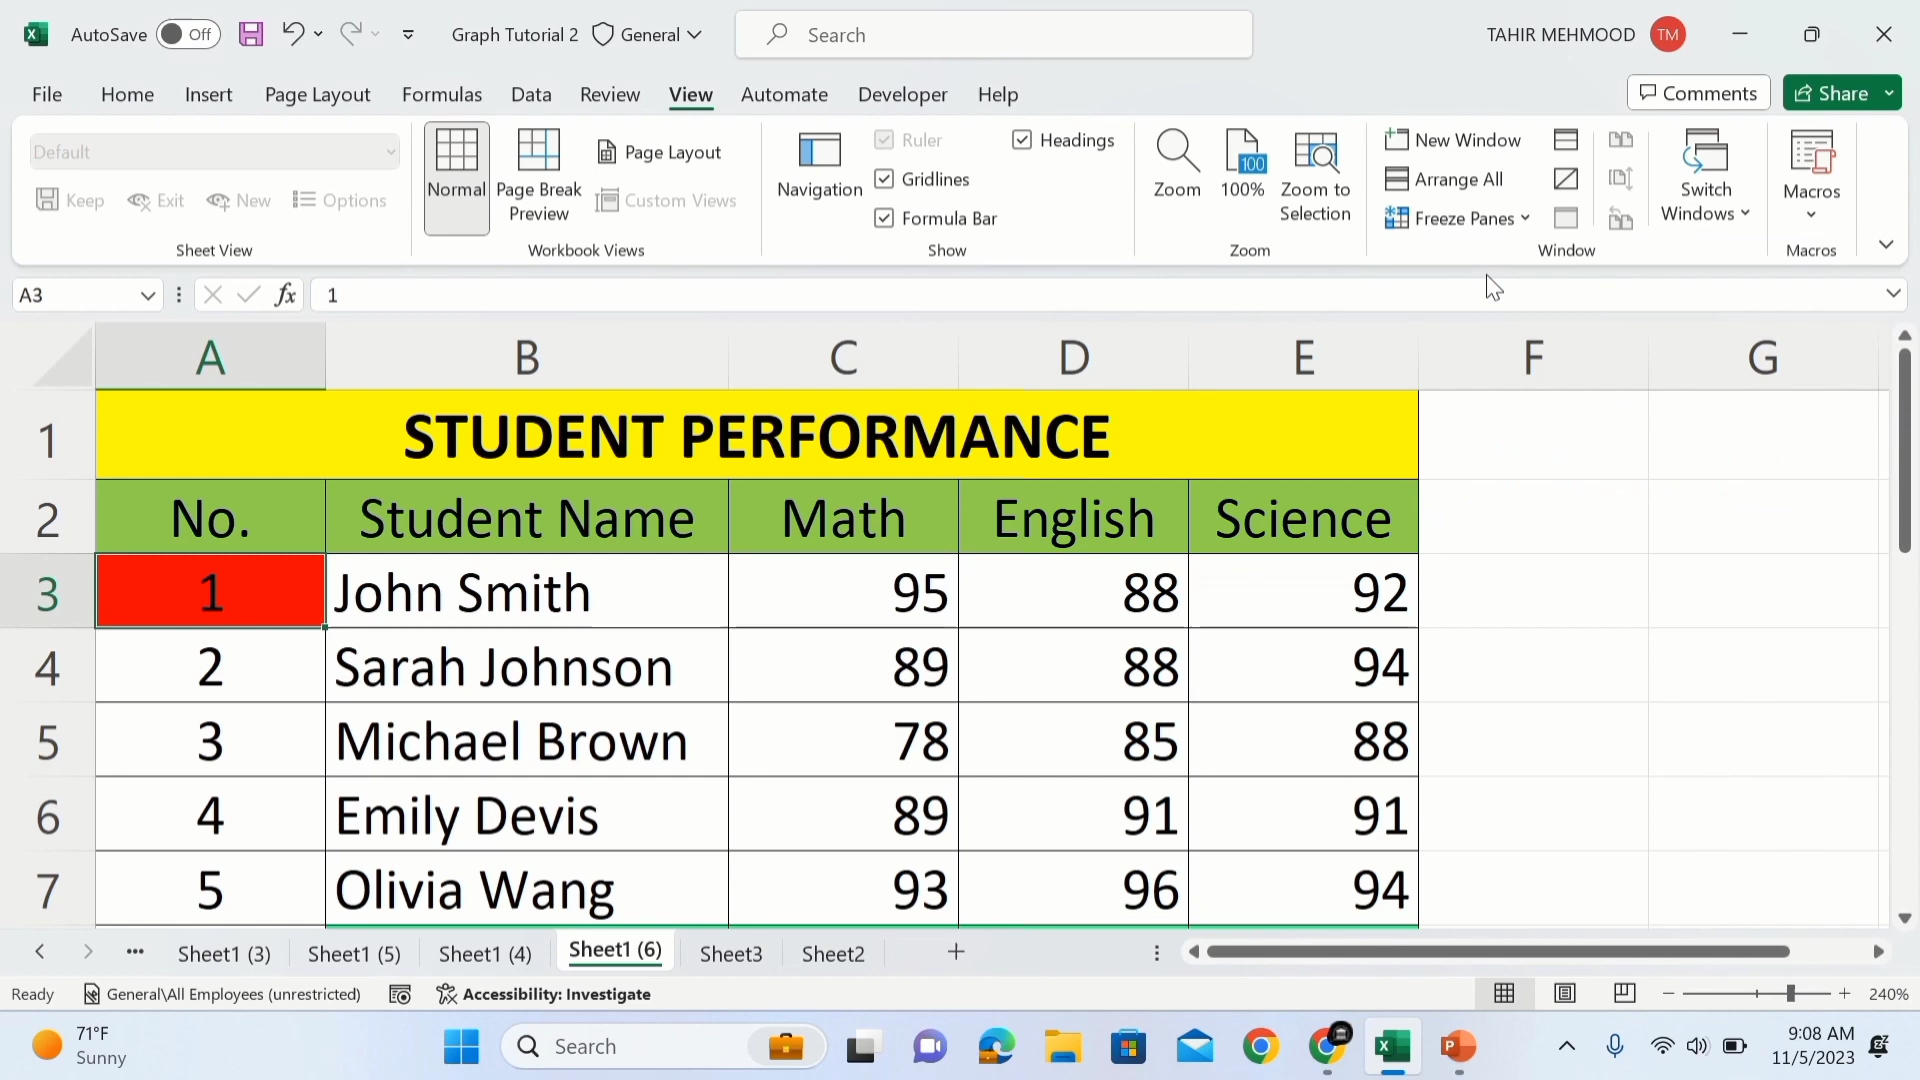 AutoSave Off Graph Tutorial 2 General Search TAHIR MEHMOOD TM
File Home Insert Page Layout Formulas Data Review View Automate Developer Help Comments Share
Default
Keep Exit New Options
Sheet View
Normal
Page Break Preview
Page Layout
Custom Views
Workbook Views
Navigation
Ruler
Gridlines
Formula Bar
Headings
Show
Zoom
100
100%
Zoom to Selection
Zoom
New Window
Arrange All
Freeze Panes
Switch Windows
Window
Macros
Macros
A3 fx 1
A B C D E F G
1 STUDENT PERFORMANCE
2 No. Student Name Math English Science
3 1 John Smith 95 88 92
4 2 Sarah Johnson 89 88 94
5 3 Michael Brown 78 85 88
6 4 Emily Devis 89 91 91
7 5 Olivia Wang 93 96 94
Sheet1 (3) Sheet1 (5) Sheet1 (4) Sheet1 (6) Sheet3 Sheet2
Ready General\All Employees (unrestricted) Accessibility: Investigate 240%
71°F
Sunny
Search
9:08 AM
11/5/2023